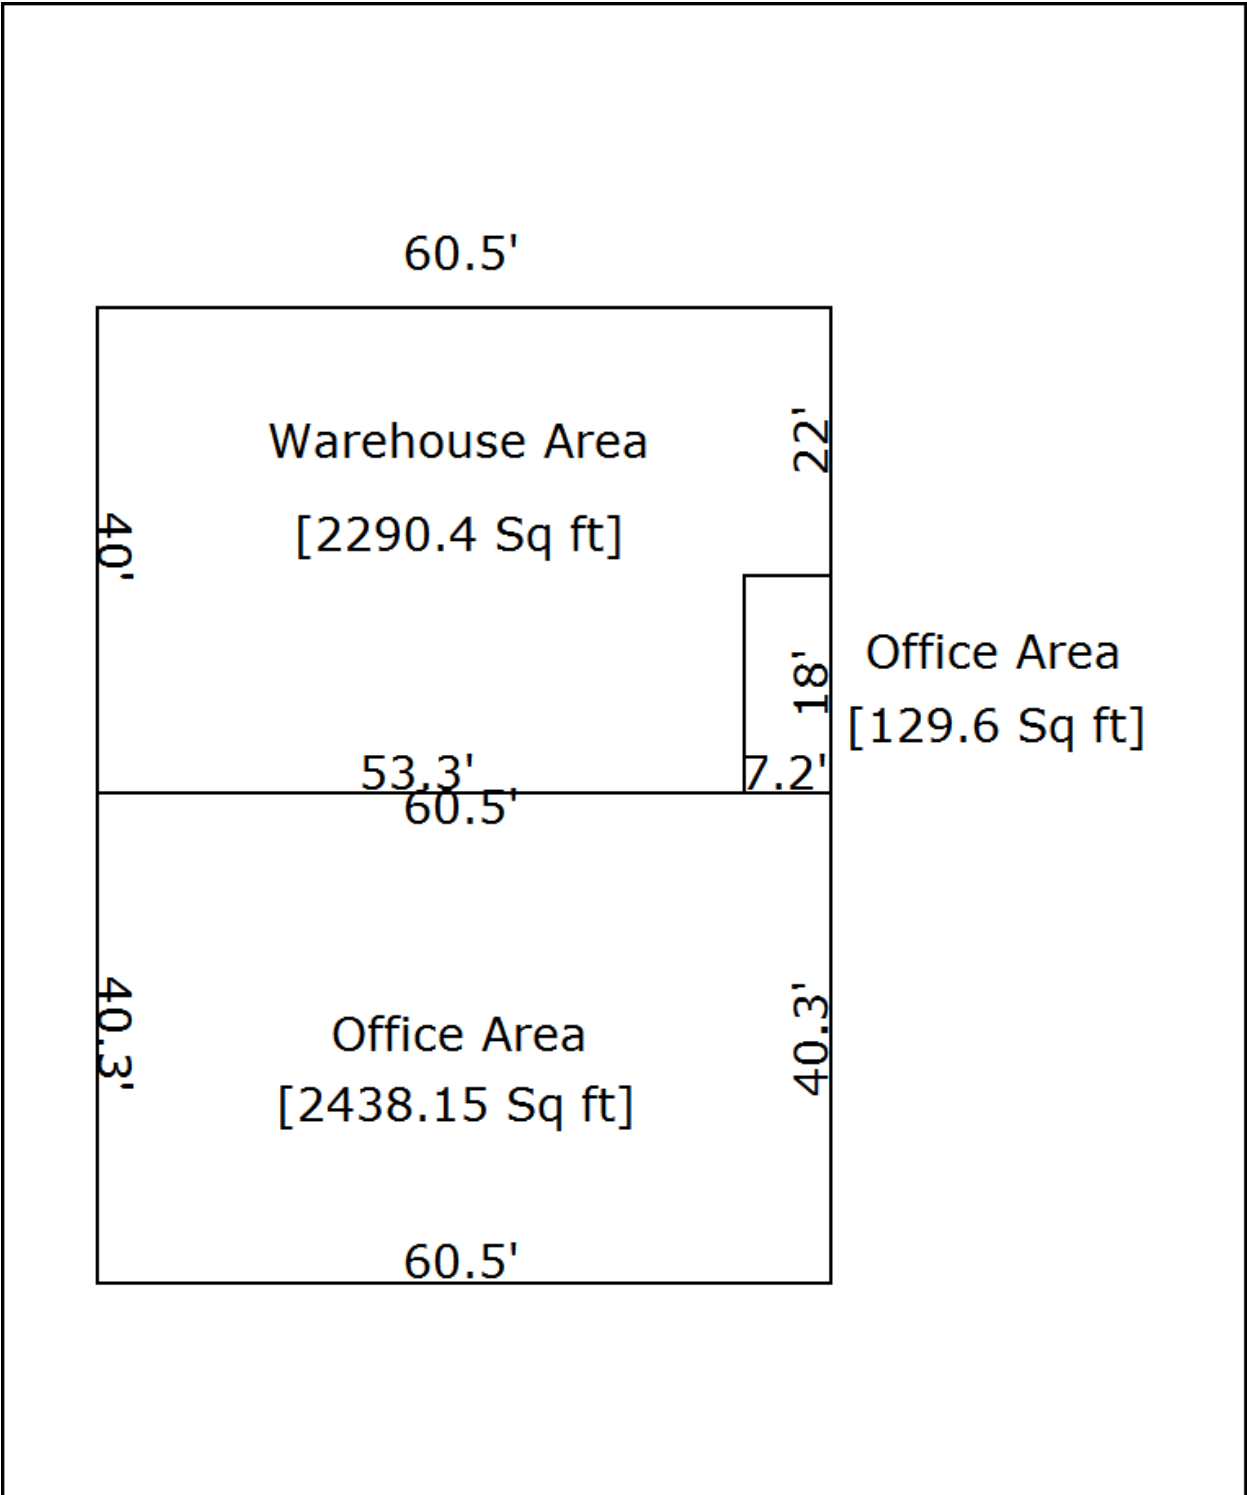 60.5'
Warehouse Area
22'
[2290.4 Sq ft]
40'
Office Area
18'
[129.6 Sq ft]
53.3'
7.2'
60.5'
40.3'
Office Area
40.3'
[2438.15 Sq ft]
60.5'